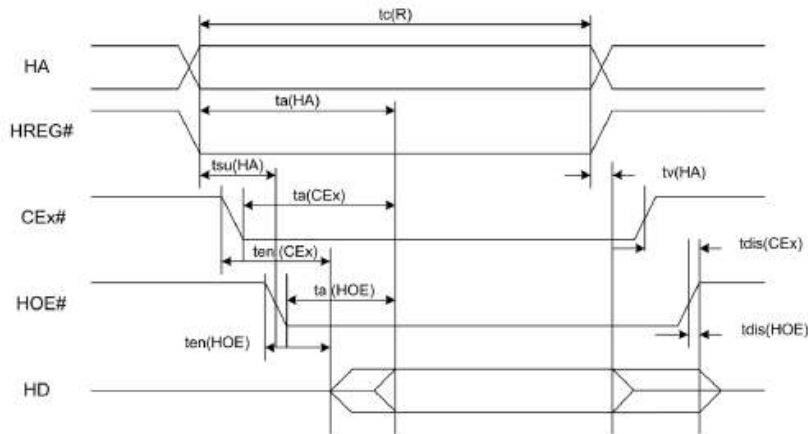 tc(R)
HA
ta(HA)
HREG#
tsu(HA)
tv(HA)
CEx#
ta(CEx)
ten(CEx)
tdis(CEx)
HOE#
ta(HOE)
ten(HOE)
tdis(HOE)
HD